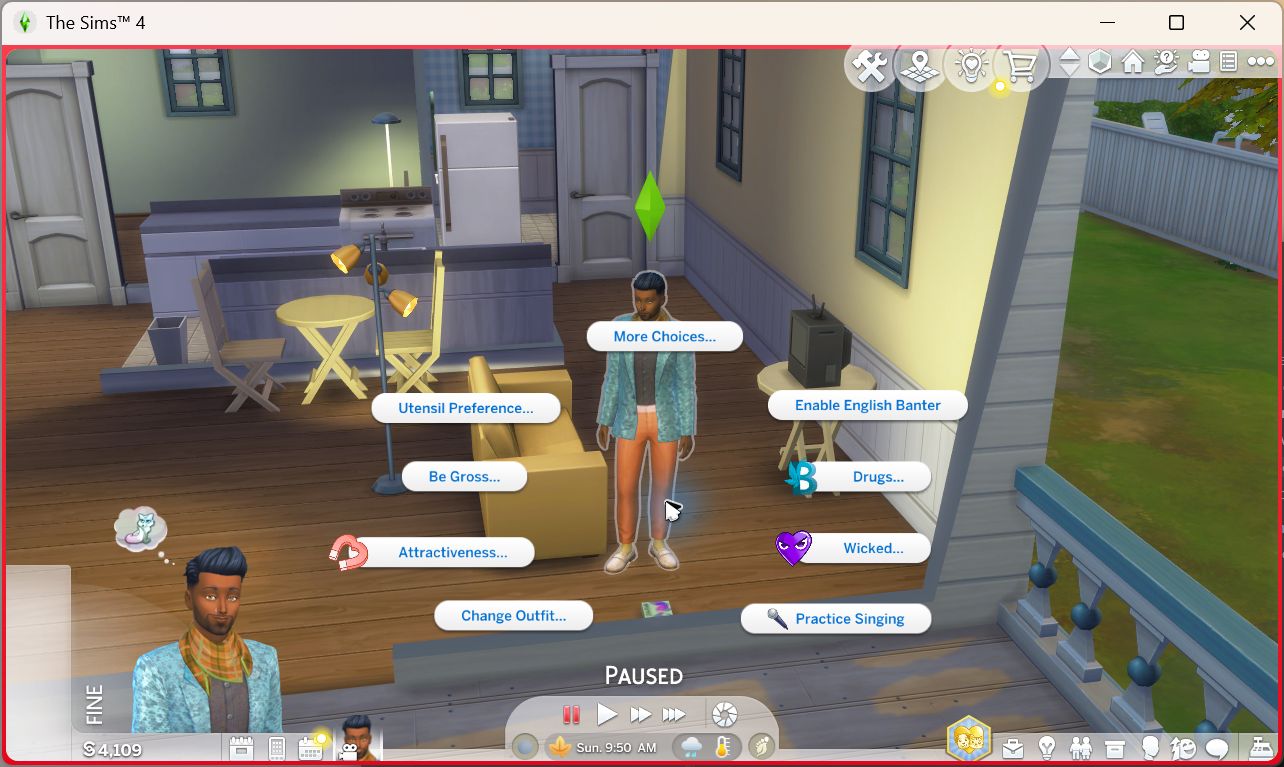 The Sims™ 4
More Choices...
Utensil Preference...
Enable English Banter
Be Gross...
Drugs...
Attractiveness...
Wicked...
Change Outfit...
Practice Singing
PAUSED
FINE
§4,109
Sun. 9:50 AM